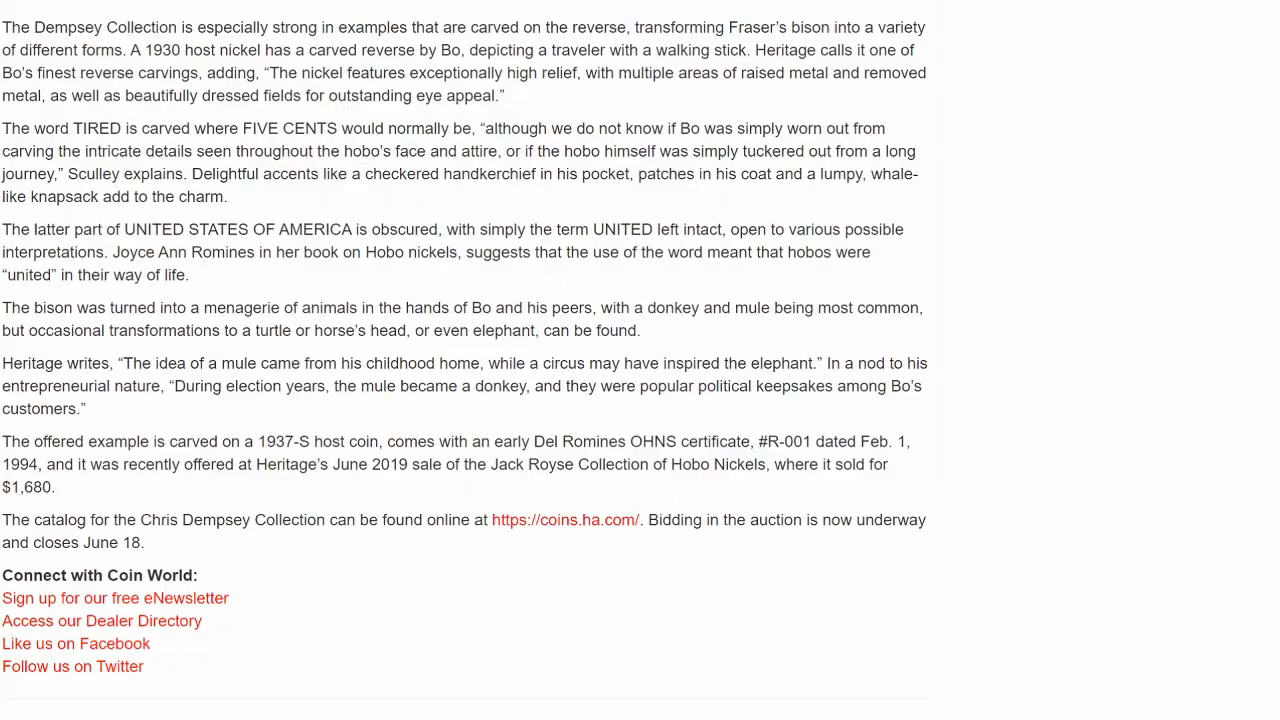 The Dempsey Collection is especially strong in examples that are carved on the reverse, transforming Fraser’s bison into a variety
of different forms. A 1930 host nickel has a carved reverse by Bo, depicting a traveler with a walking stick. Heritage calls it one of
Bo’s finest reverse carvings, adding, “The nickel features exceptionally high relief, with multiple areas of raised metal and removed
metal, as well as beautifully dressed fields for outstanding eye appeal.”
The word TIRED is carved where FIVE CENTS would normally be, “although we do not know if Bo was simply worn out from
carving the intricate details seen throughout the hobo’s face and attire, or if the hobo himself was simply tuckered out from a long
journey,” Sculley explains. Delightful accents like a checkered handkerchief in his pocket, patches in his coat and a lumpy, whale-
like knapsack add to the charm.
The latter part of UNITED STATES OF AMERICA is obscured, with simply the term UNITED left intact, open to various possible
interpretations. Joyce Ann Romines in her book on Hobo nickels, suggests that the use of the word meant that hobos were
“united” in their way of life.
The bison was turned into a menagerie of animals in the hands of Bo and his peers, with a donkey and mule being most common,
but occasional transformations to a turtle or horse’s head, or even elephant, can be found.
Heritage writes, “The idea of a mule came from his childhood home, while a circus may have inspired the elephant.” In a nod to his
entrepreneurial nature, “During election years, the mule became a donkey, and they were popular political keepsakes among Bo’s
customers.”
The offered example is carved on a 1937-S host coin, comes with an early Del Romines OHNS certificate, #R-001 dated Feb. 1,
1994, and it was recently offered at Heritage’s June 2019 sale of the Jack Royse Collection of Hobo Nickels, where it sold for
$1,680.
The catalog for the Chris Dempsey Collection can be found online at https://coins.ha.com/. Bidding in the auction is now underway
and closes June 18.
Connect with Coin World:
Sign up for our free eNewsletter
Access our Dealer Directory
Like us on Facebook
Follow us on Twitter